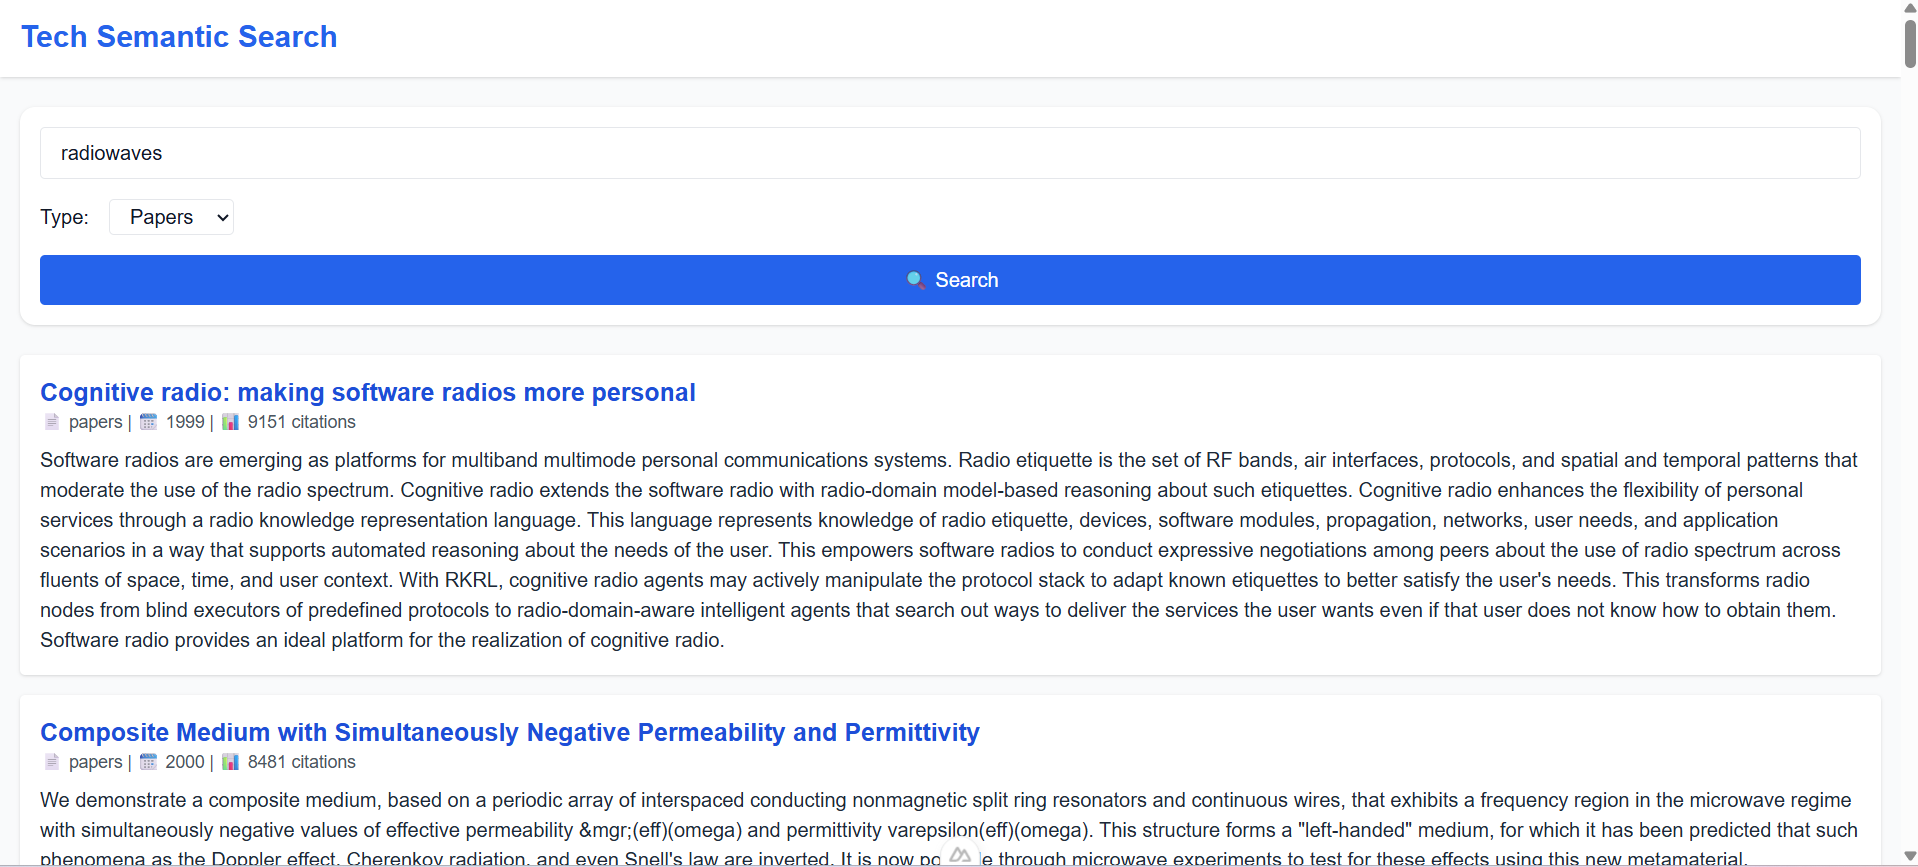 Tech Semantic Search
radiowaves
Type: Papers
Search
Cognitive radio: making software radios more personal
papers | 1999 | 9151 citations
Software radios are emerging as platforms for multiband multimode personal communications systems. Radio etiquette is the set of RF bands, air interfaces, protocols, and spatial and temporal patterns that
moderate the use of the radio spectrum. Cognitive radio extends the software radio with radio-domain model-based reasoning about such etiquettes. Cognitive radio enhances the flexibility of personal
services through a radio knowledge representation language. This language represents knowledge of radio etiquette, devices, software modules, propagation, networks, user needs, and application
scenarios in a way that supports automated reasoning about the needs of the user. This empowers software radios to conduct expressive negotiations among peers about the use of radio spectrum across
fluents of space, time, and user context. With RKRL, cognitive radio agents may actively manipulate the protocol stack to adapt known etiquettes to better satisfy the user's needs. This transforms radio
nodes from blind executors of predefined protocols to radio-domain-aware intelligent agents that search out ways to deliver the services the user wants even if that user does not know how to obtain them.
Software radio provides an ideal platform for the realization of cognitive radio.
Composite Medium with Simultaneously Negative Permeability and Permittivity
papers | 2000 | 8481 citations
We demonstrate a composite medium, based on a periodic array of interspaced conducting nonmagnetic split ring resonators and continuous wires, that exhibits a frequency region in the microwave regime
with simultaneously negative values of effective permeability &mgr;(eff)(omega) and permittivity varepsilon(eff)(omega). This structure forms a "left-handed" medium, for which it has been predicted that such
phenomena as the Doppler effect, Cherenkov radiation, and even Snell's law are inverted. It is now through microwave experiments to test for these effects using this new metamaterial.